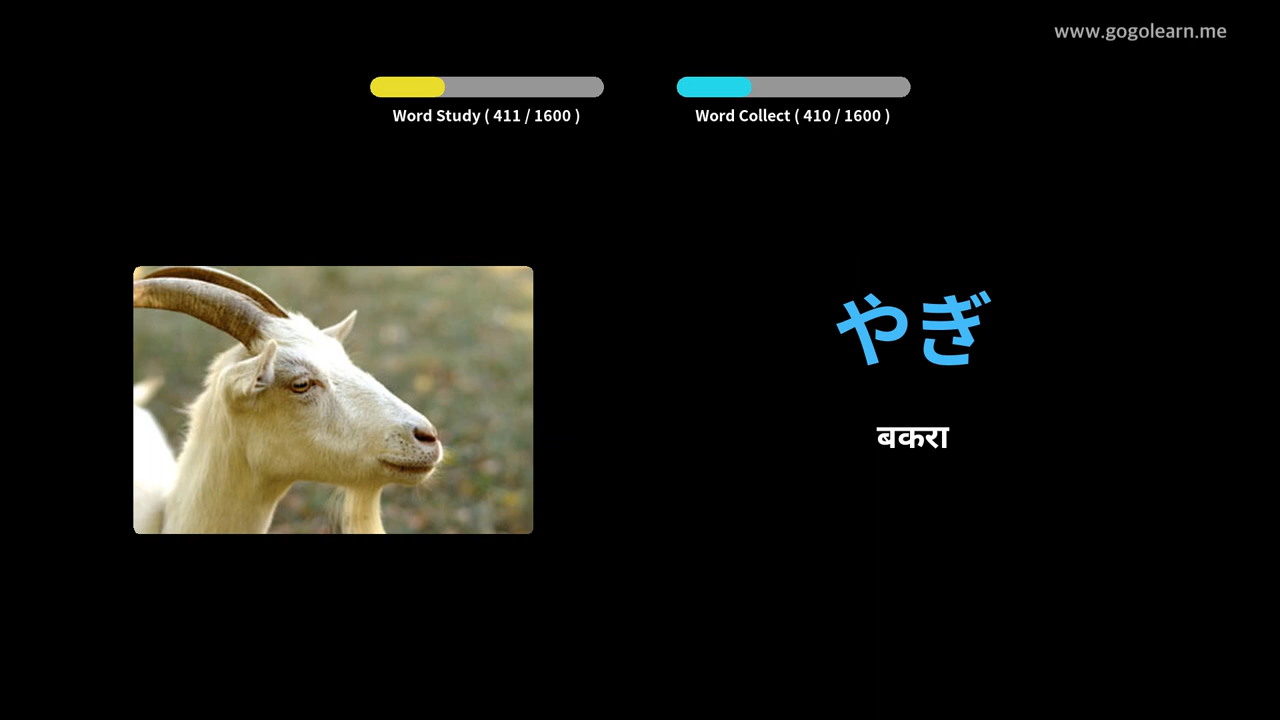 www.gogolearn.me
Word Study ( 411 / 1600 )
Word Collect ( 410 / 1600 )
やぎ
बकरा